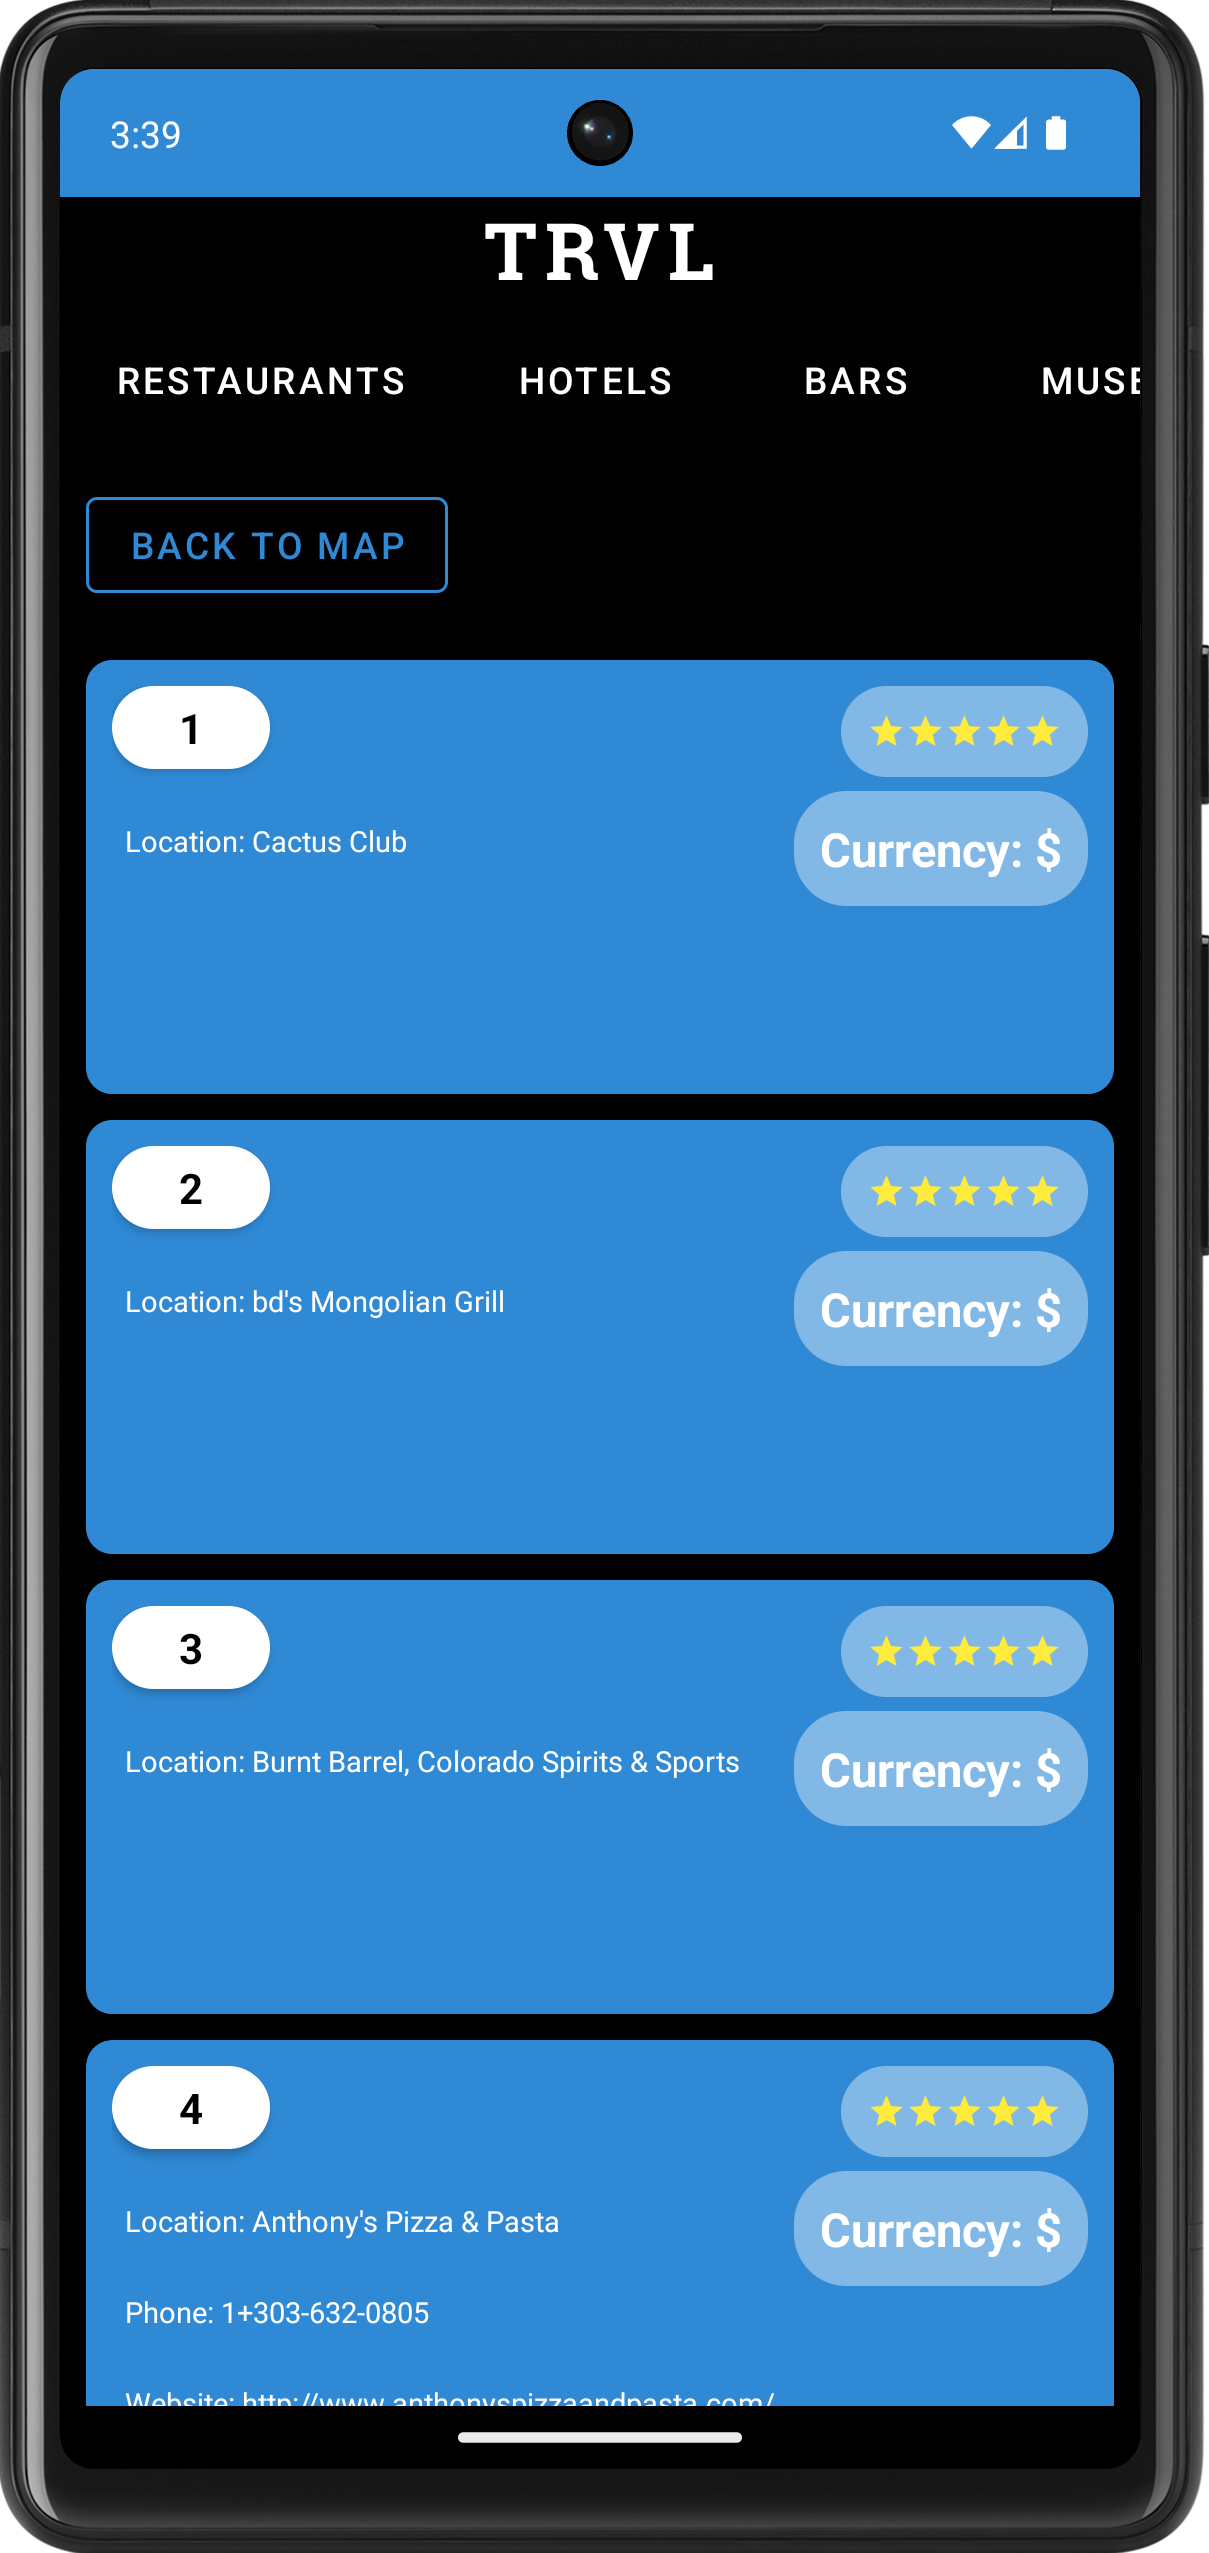 3:39
TRVL
RESTAURANTS HOTELS BARS MUSE
BACK TO MAP
1
Location: Cactus Club
Currency: $
2
Location: bd's Mongolian Grill
Currency: $
3
Location: Burnt Barrel, Colorado Spirits & Sports
Currency: $
4
Location: Anthony's Pizza & Pasta
Currency: $
Phone: 1+303-632-0805
Website: http://www.anthonyspizzaandpasta.com/